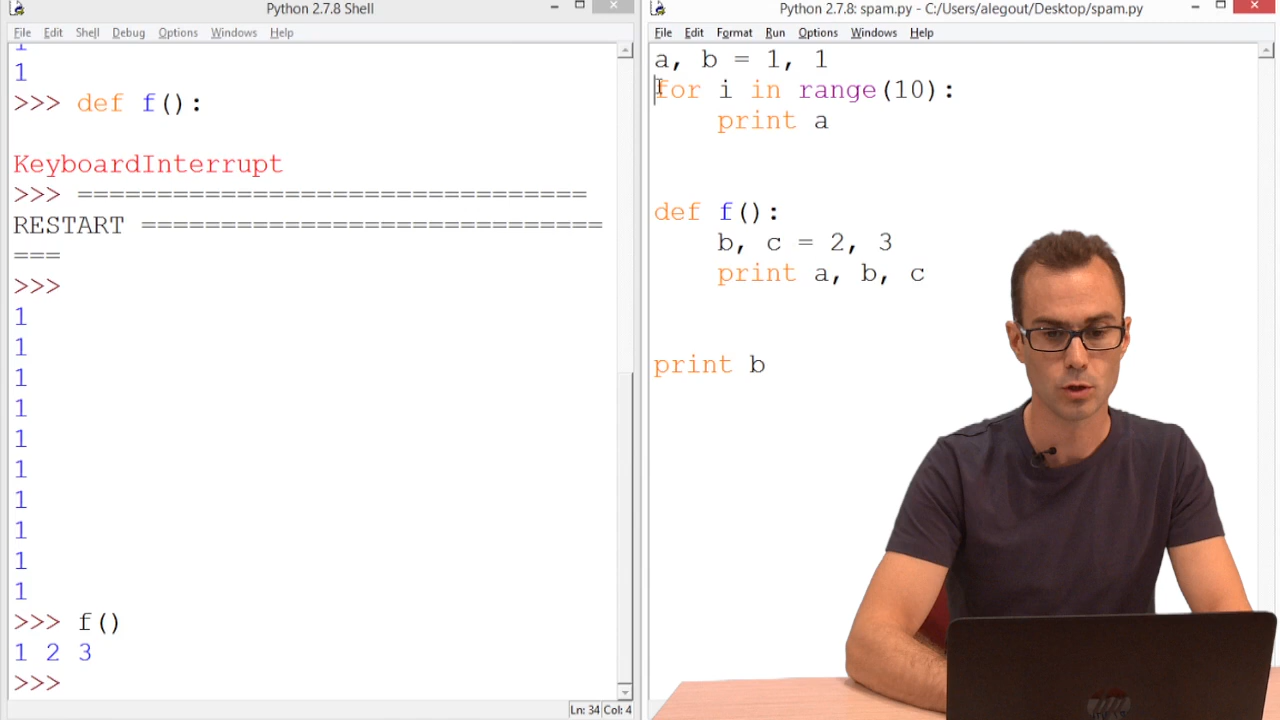 Python 2.7.8 Shell
File Edit Shell Debug Options Windows Help
1
1
>>> def f():
KeyboardInterrupt
>>> ================================
RESTART =============================
===
>>>
1
1
1
1
1
1
1
1
1
1
>>> f()
1 2 3
>>>
Ln: 34 Col: 4
Python 2.7.8: spam.py - C:/Users/alegout/Desktop/spam.py
File Edit Format Run Options Windows Help
a, b = 1, 1
for i in range(10):
print a
def f():
b, c = 2, 3
print a, b, c
print b